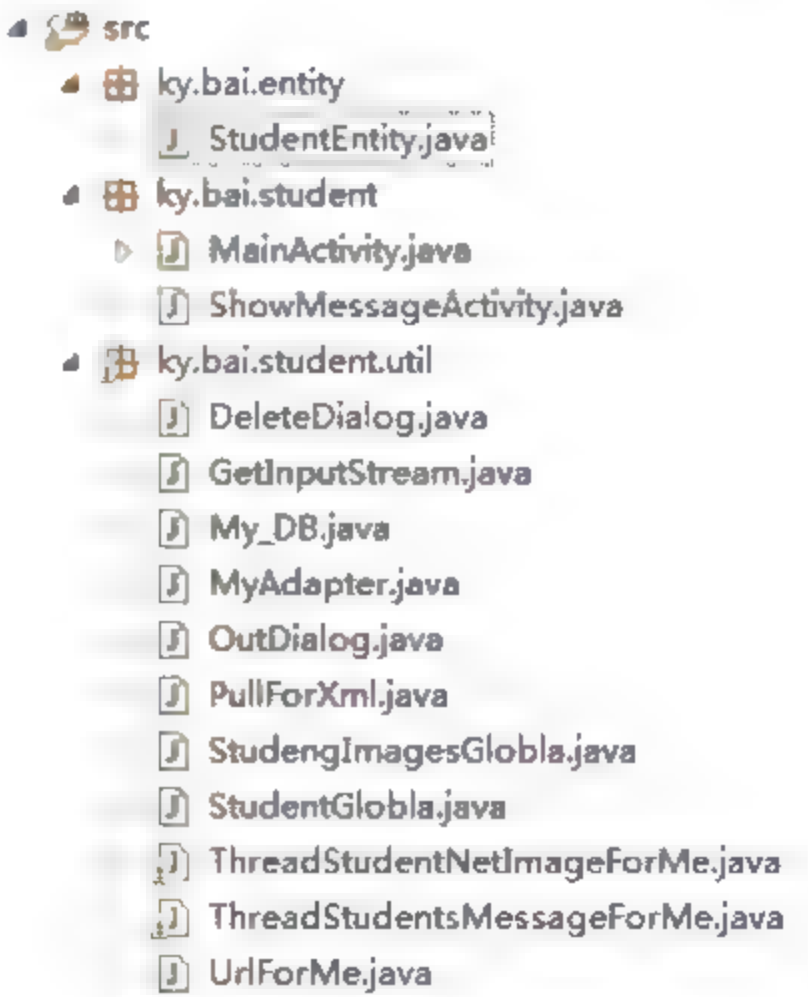 src
ky.bai.entity
StudentEntity.java
ky.bai.student
MainActivity.java
ShowMessageActivity.java
ky.bai.student.util
DeleteDialog.java
GetInputStream.java
My_DB.java
MyAdapter.java
OutDialog.java
PullForXml.java
StudengImagesGlobla.java
StudentGlobla.java
ThreadStudentNetImageForMe.java
ThreadStudentsMessageForMe.java
UrlForMe.java